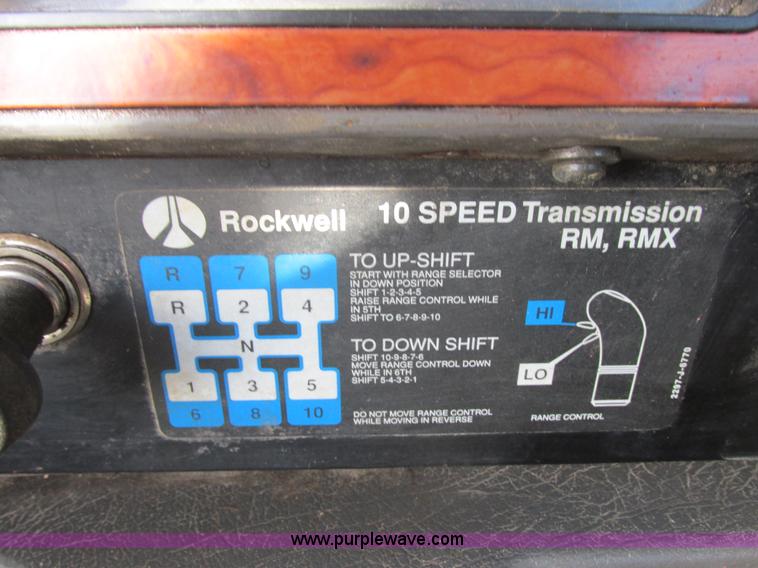 Rockwell 10 SPEED Transmission
RM, RMX
R 7 9
R 2 4
N
1 3 5
6 8 10
TO UP-SHIFT
START WITH RANGE SELECTOR
IN DOWN POSITION
SHIFT 1-2-3-4-5
RAISE RANGE CONTROL WHILE
IN 5TH
SHIFT TO 6-7-8-9-10
TO DOWN SHIFT
SHIFT 10-9-8-7-6
MOVE RANGE CONTROL DOWN
WHILE IN 6TH
SHIFT 5-4-3-2-1
DO NOT MOVE RANGE CONTROL
WHILE MOVING IN REVERSE
HI
LO
RANGE CONTROL
2297-J-6770
www.purplewave.com